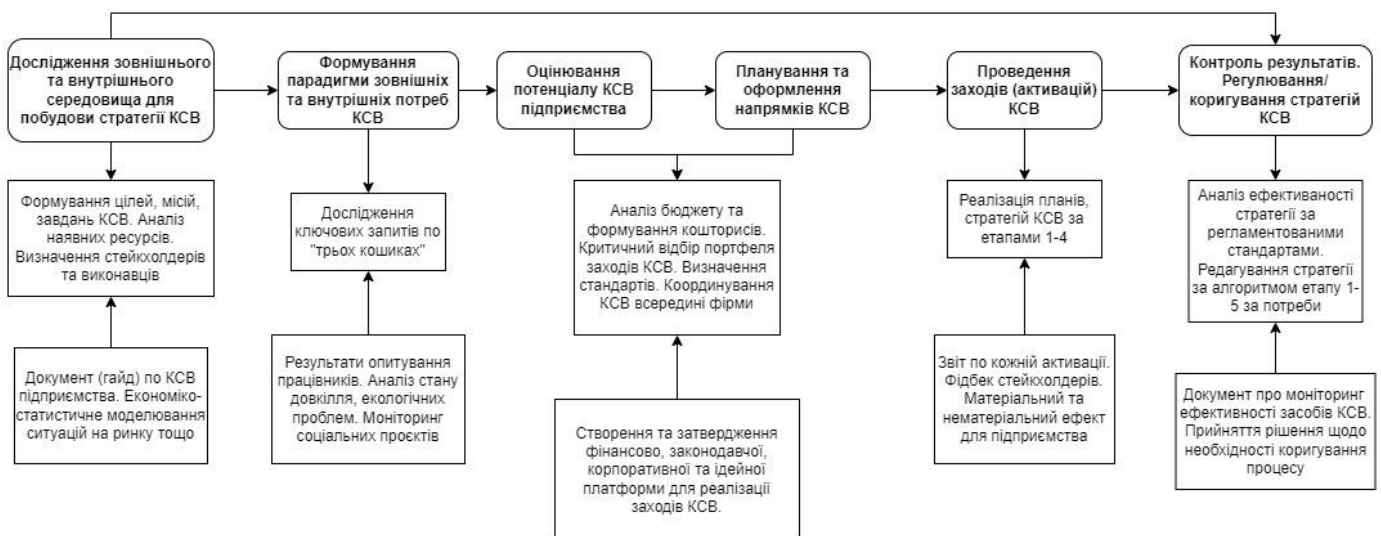 Дослідження зовнішнього
та внутрішнього
середовища для
побудови стратегії КСВ
Формування
парадигми зовнішніх
та внутрішніх потреб
КСВ
Оцінювання
потенціалу КСВ
підприємства
Планування та
оформлення
напрямків КСВ
Проведення
заходів (активацій)
КСВ
Контроль результатів.
Регулювання/
коригування стратегій
КСВ
Формування цілей, місій,
завдань КСВ. Аналіз
наявних ресурсів.
Визначення стейкхолдерів
та виконавців
Дослідження
ключових запитів по
"трьох кошиках"
Аналіз бюджету та
формування кошторисів.
Критичний відбір портфеля
заходів КСВ. Визначення
стандартів. Координування
КСВ всередині фірми
Реалізація планів,
стратегій КСВ за
етапами 1-4
Аналіз ефективаності
стратегії за
регламентованими
стандартами.
Редагування стратегії
за алгоритмом етапу 1-
5 за потреби
Документ (гайд) по КСВ
підприємства. Економіко-
статистичне моделювання
ситуацій на ринку тощо
Результати опитування
працівників. Аналіз стану
довкілля, екологічних
проблем. Моніторинг
соціальних проєктів
Створення та затвердження
фінасово, законодавчої,
корпоративної та ідейної
платформи для реалізації
заходів КСВ.
Звіт по кожній активації.
Фідбек стейкхолдерів.
Матеріальний та
нематеріальний ефект
для підприємства
Документ про моніторинг
ефективності засобів КСВ.
Прийняття рішення щодо
необхідності коригування
процесу